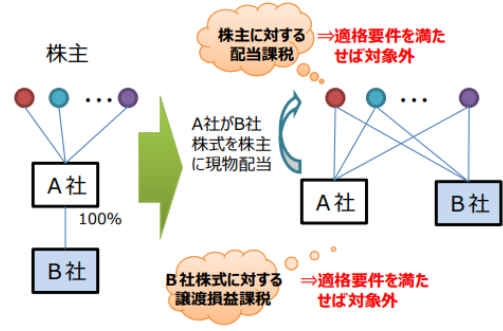 株主
・・・
A社
100%
B社
A社がB社
株式を株主
に現物配当
株主に対する
配当課税
⇒適格要件を満た
せば対象外
・・・
A社
B社
B社株式に対する
譲渡損益課税
⇒適格要件を満た
せば対象外